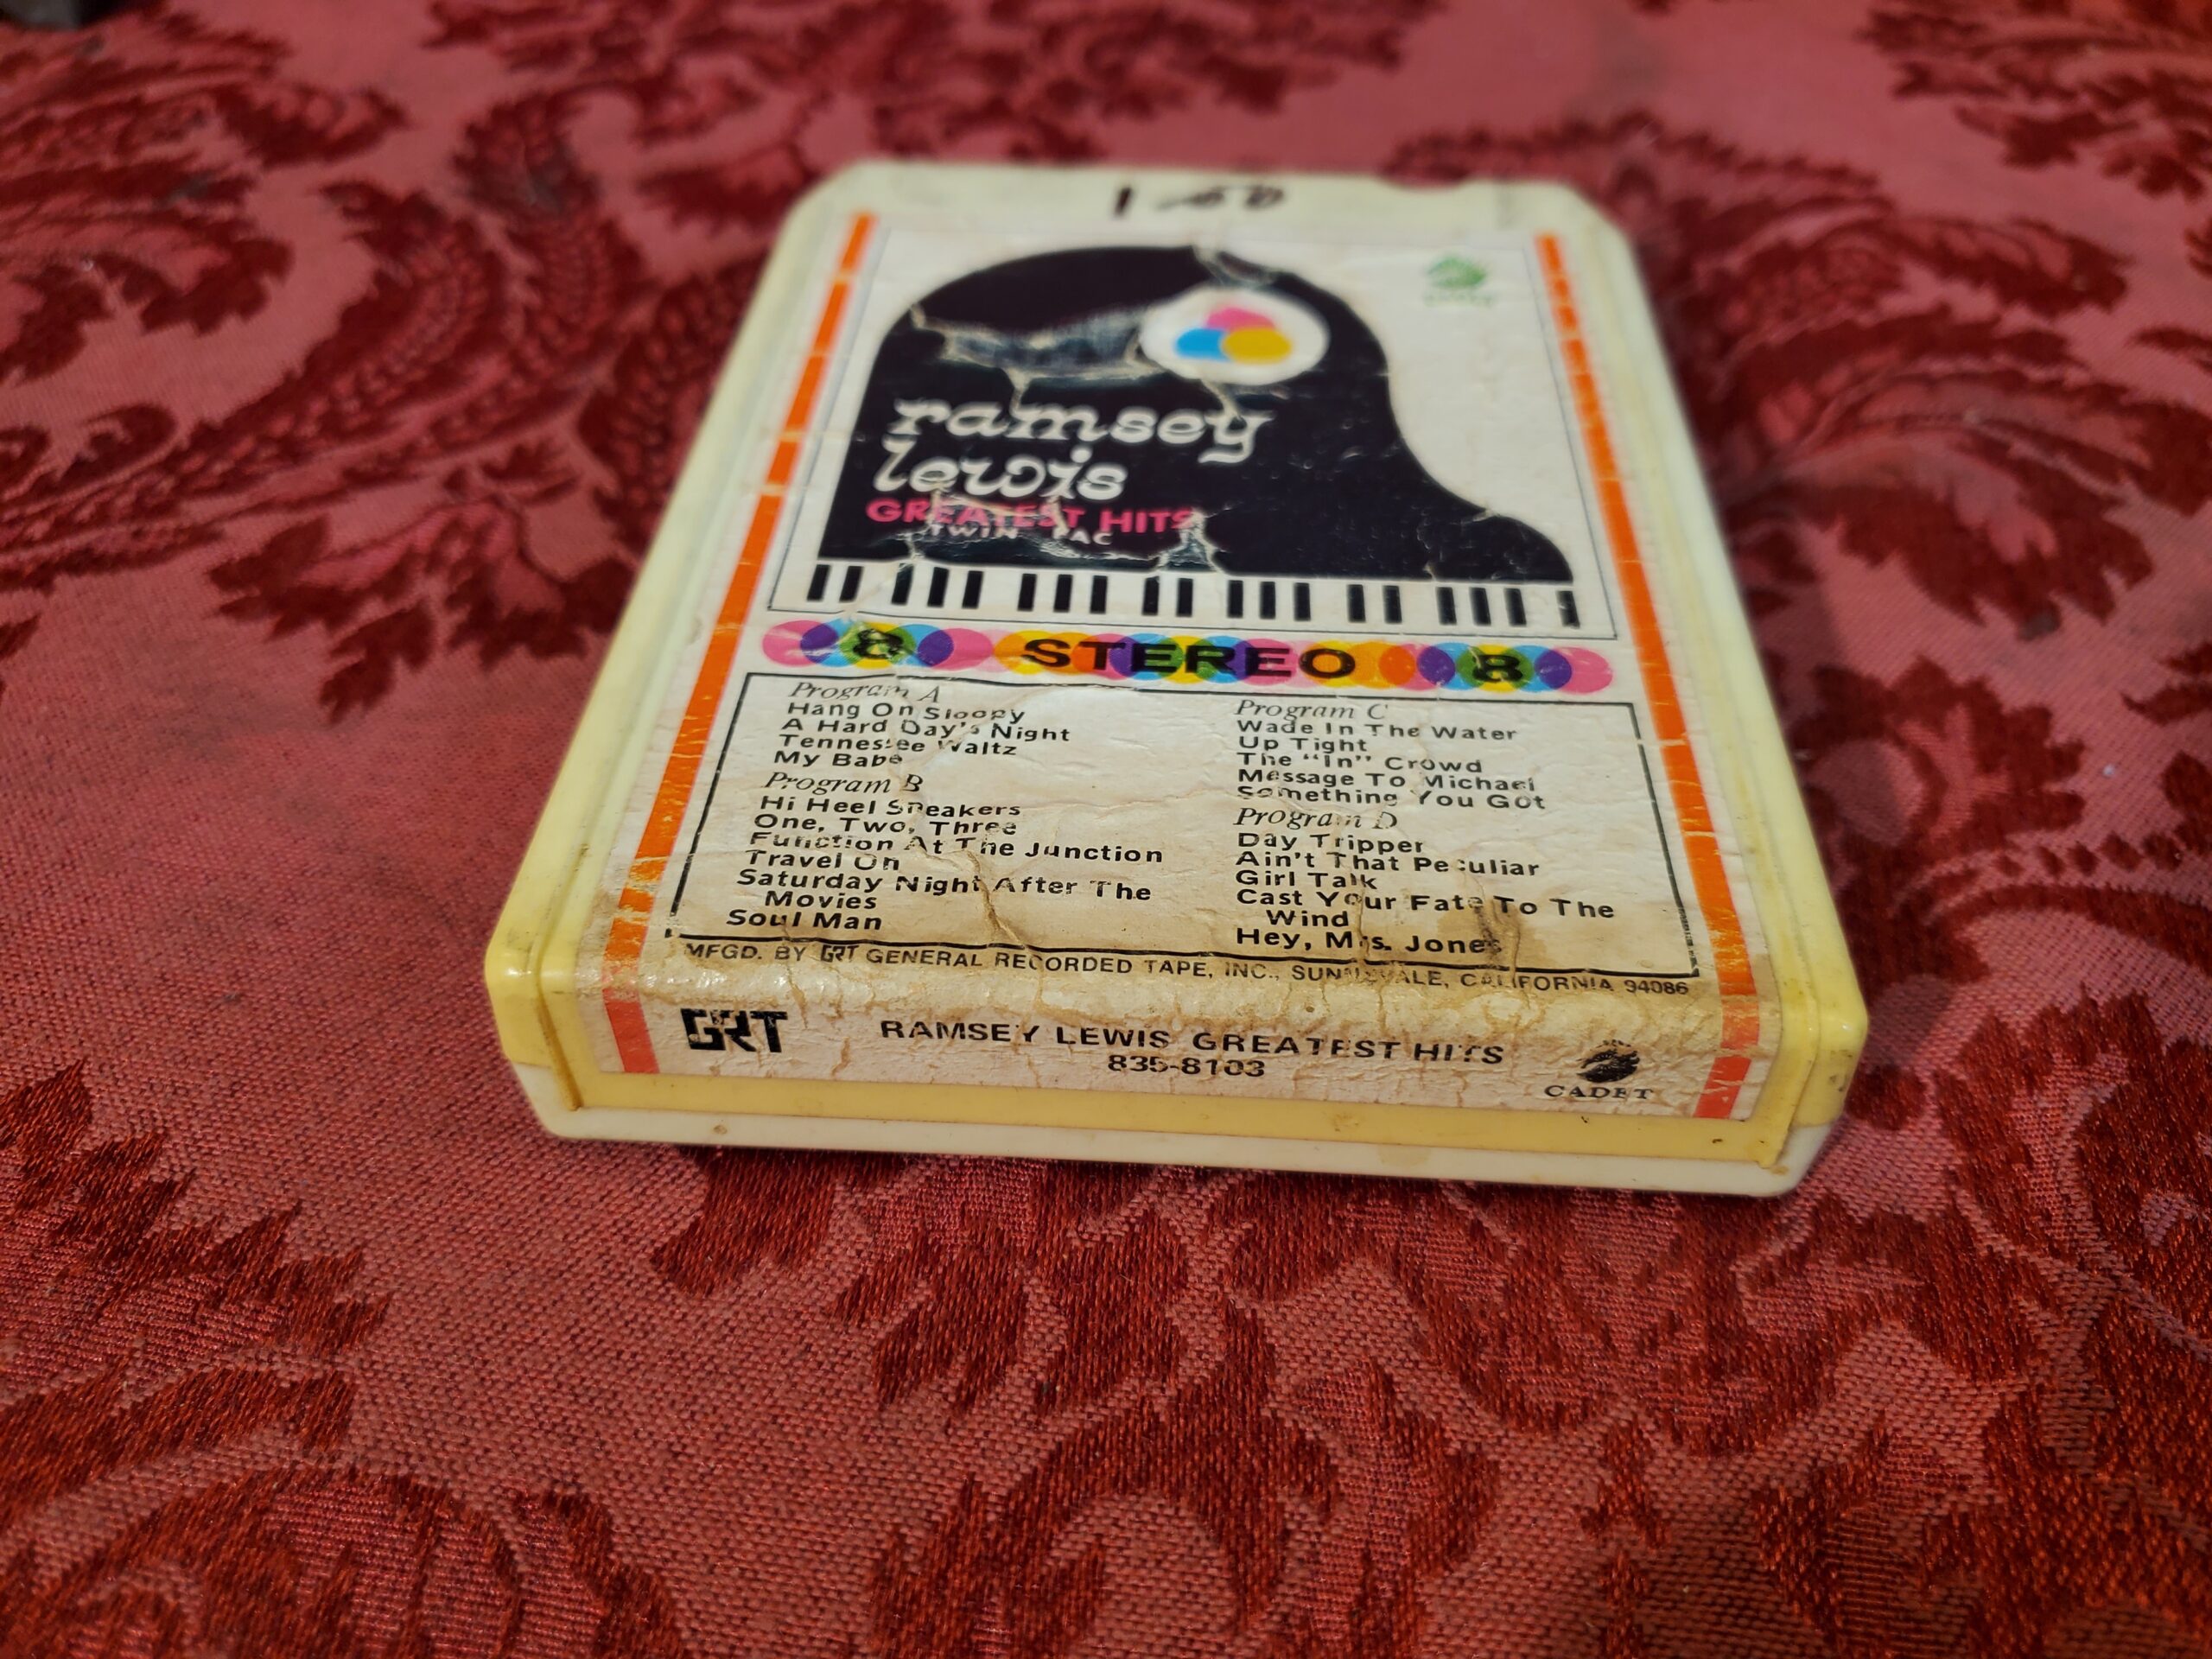 ramsey
lewis
GREATEST HITS
TWIN PAC
8 STEREO 8
Program A
Hang On Sloopy
A Hard Day's Night
Tennessee Waltz
My Babe
Program B
Hi Heel Sneakers
One, Two, Three
Function At The Junction
Travel On
Saturday Night After The
Movies
Soul Man
Program C
Wade In The Water
Up Tight
The "In" Crowd
Message To Michael
Something You Got
Program D
Day Tripper
Ain't That Peculiar
Girl Talk
Cast Your Fate To The
Wind
Hey, Mrs. Jones
MFGD. BY GRT GENERAL RECORDED TAPE, INC., SUNNYVALE, CALIFORNIA 94086
GRT
RAMSEY LEWIS GREATEST HITS
835-8103
CADET